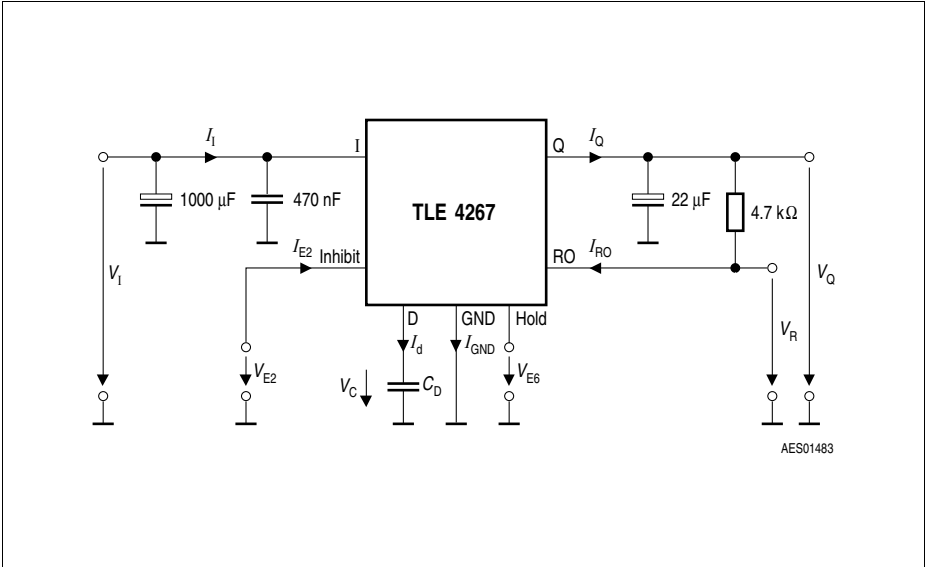 I_I
I
Q
I_Q
1000 μF
470 nF
TLE 4267
22 μF
4.7 kΩ
I_E2
Inhibit
RO
I_RO
V_I
V_Q
D
GND
Hold
V_R
I_d
I_GND
V_E2
V_C
C_D
V_E6
AES01483